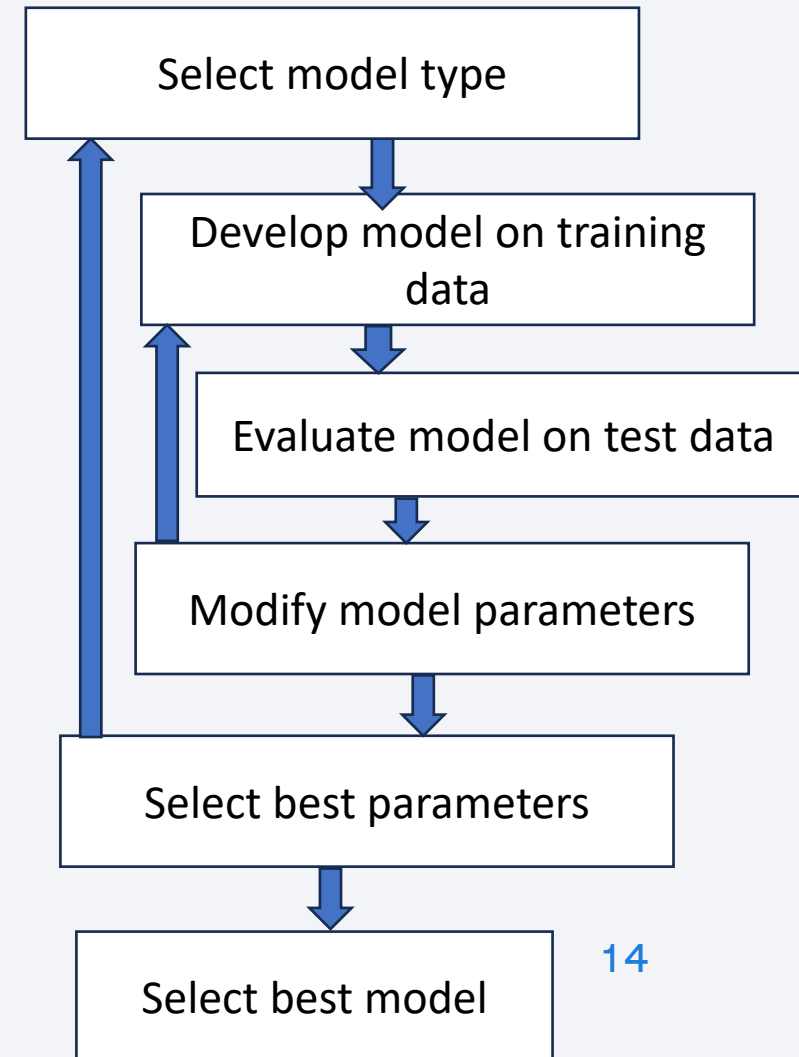 Select model type
Develop model on training
data
Evaluate model on test data
Modify model parameters
Select best parameters
14
Select best model